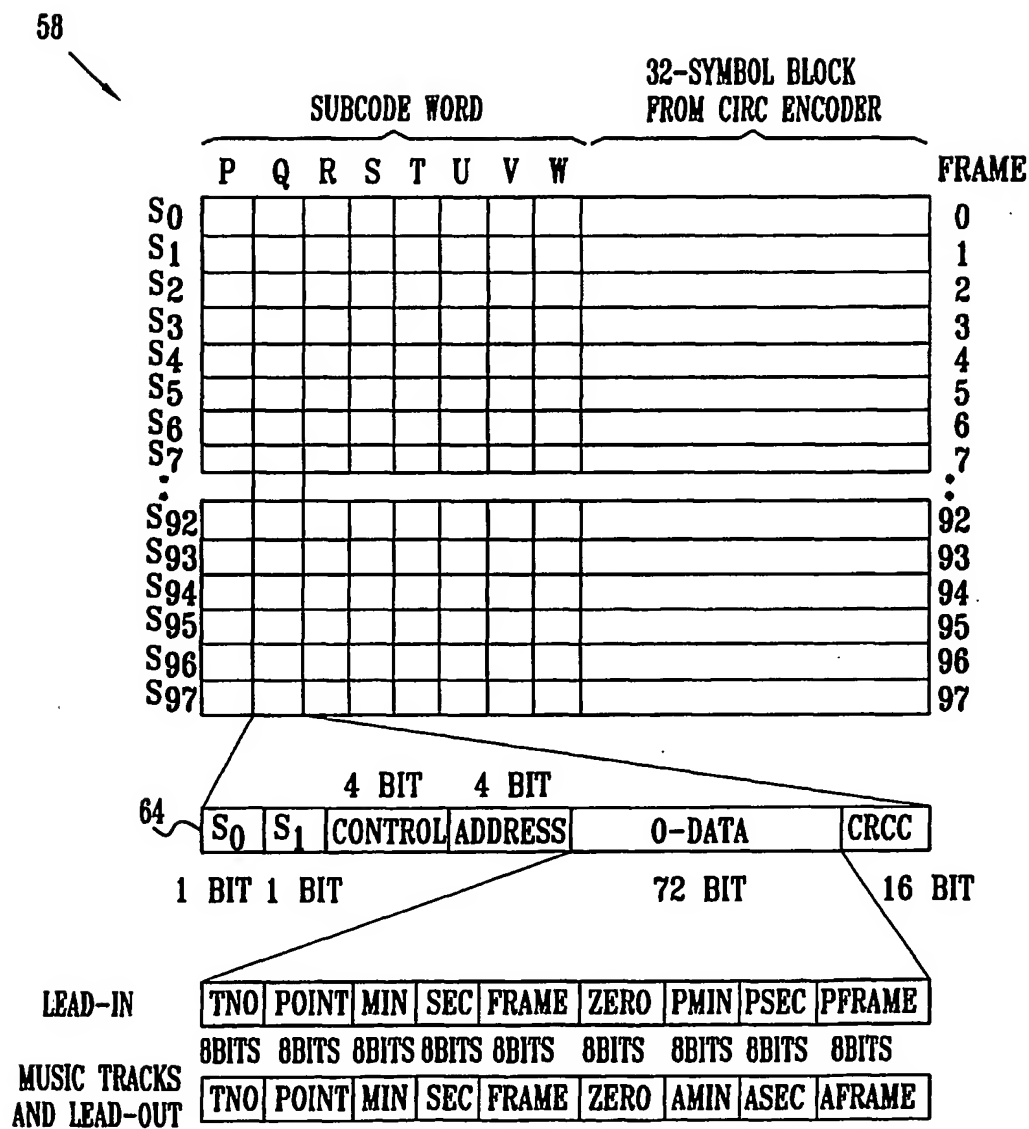 58
32-SYMBOL BLOCK
SUBCODE WORD FROM CIRC ENCODER
P Q R S T U V W FRAME
S0 0
S1 1
S2 2
S3 3
S4 4
S5 5
S6 6
S7 7
S92 92
S93 93
S94 94
S95 95
S96 96
S97 97
4 BIT 4 BIT
64 S0 S1 CONTROL ADDRESS 0-DATA CRCC
1 BIT 1 BIT 72 BIT 16 BIT
LEAD-IN TNO POINT MIN SEC FRAME ZERO PMIN PSEC PFRAME
8BITS 8BITS 8BITS 8BITS 8BITS 8BITS 8BITS 8BITS 8BITS
MUSIC TRACKS
AND LEAD-OUT TNO POINT MIN SEC FRAME ZERO AMIN ASEC AFRAME